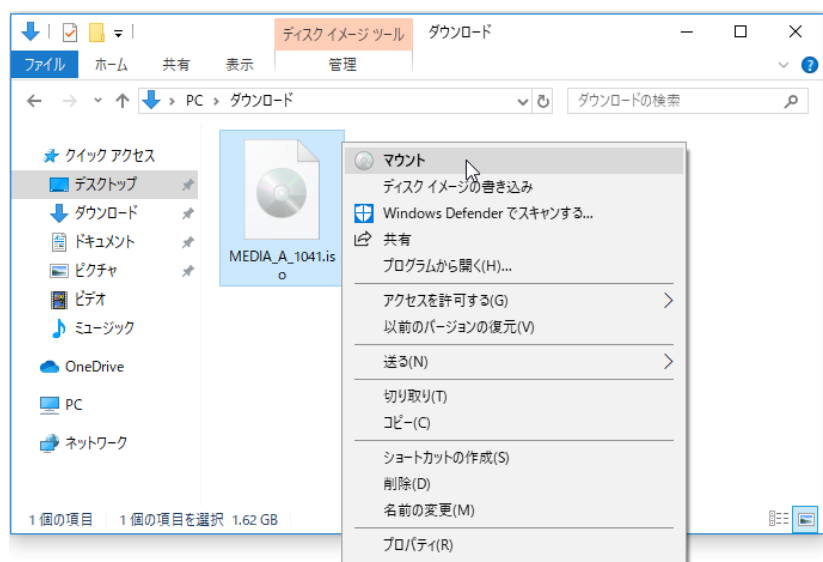 ディスク イメージ ツール ダウンロード
ファイル ホーム 共有 表示 管理
PC ダウンロード ダウンロードの検索
クイック アクセス
デスクトップ
ダウンロード
ドキュメント
ピクチャ
ビデオ
ミュージック
OneDrive
PC
ネットワーク
MEDIA_A_1041.is
o
マウント
ディスク イメージの書き込み
Windows Defender でスキャンする...
共有
プログラムから開く(H)...
アクセスを許可する(G)
以前のバージョンの復元(V)
送る(N)
切り取り(T)
コピー(C)
ショートカットの作成(S)
削除(D)
名前の変更(M)
プロパティ(R)
1 個の項目 1 個の項目を選択 1.62 GB